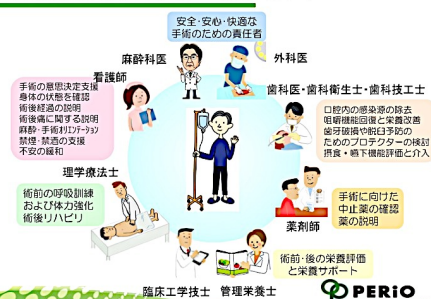 安全・安心・快適な
手術のための責任者
麻酔科医
外科医
看護師
手術の意思決定支援
身体の状態を確認
術後経過の説明
術後痛に関する説明
麻酔・手術オリエンテーション
禁煙・禁酒の支援
不安の緩和
歯科医・歯科衛生士・歯科技工士
口腔内の感染源の除去
咀嚼機能回復と栄養改善
歯牙破損や脱臼予防の
ためのプロテクターの検討
摂食・嚥下機能評価と介入
理学療法士
術前の呼吸訓練
および体力強化
術後リハビリ
薬剤師
手術に向けた
中止薬の確認
薬の説明
臨床工学技士
管理栄養士
術前・後の栄養評価
と栄養サポート
PERiO